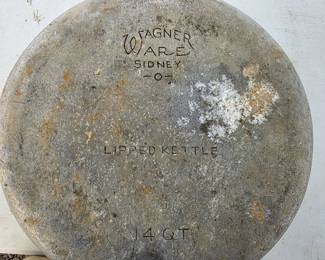 WAGNER
WARE
SIDNEY
-O-
LIPPED KETTLE
14 QT